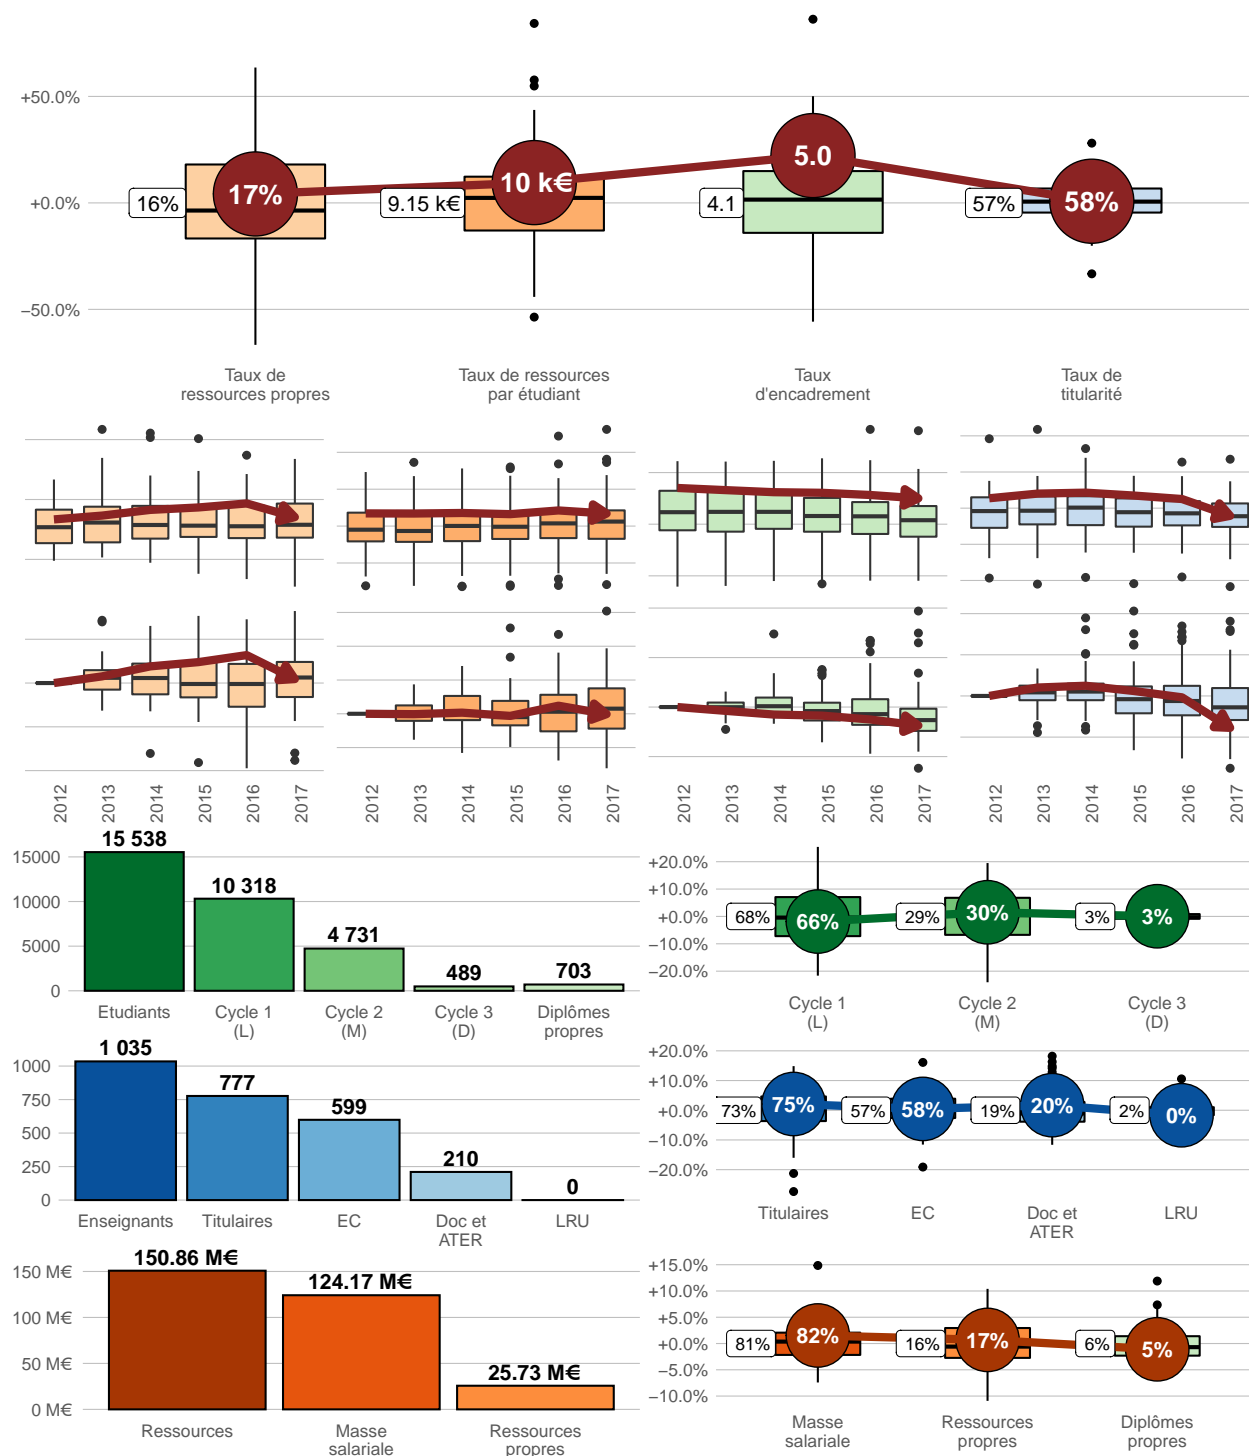 +50.0%
+0.0%
−50.0%
16%
17%
9.15 k€
10 k€
4.1
5.0
57%
58%
Taux de
ressources propres
Taux de ressources
par étudiant
Taux
d'encadrement
Taux de
titularité
2012
2013
2014
2015
2016
2017
2012
2013
2014
2015
2016
2017
2012
2013
2014
2015
2016
2017
2012
2013
2014
2015
2016
2017
15000
10000
5000
0
15 538
10 318
4 731
489
703
Etudiants
Cycle 1
(L)
Cycle 2
(M)
Cycle 3
(D)
Diplômes
propres
+20.0%
+10.0%
+0.0%
−10.0%
−20.0%
68%
66%
29%
30%
3%
3%
Cycle 1
(L)
Cycle 2
(M)
Cycle 3
(D)
1000
750
500
250
0
1 035
777
599
210
0
Enseignants
Titulaires
EC
Doc et
ATER
LRU
+20.0%
+10.0%
+0.0%
−10.0%
−20.0%
73%
75%
57%
58%
19%
20%
2%
0%
Titulaires
EC
Doc et
ATER
LRU
150 M€
100 M€
50 M€
0 M€
150.86 M€
124.17 M€
25.73 M€
Ressources
Masse
salariale
Ressources
propres
+15.0%
+10.0%
+5.0%
+0.0%
−5.0%
−10.0%
81%
82%
16%
17%
6%
5%
Masse
salariale
Ressources
propres
Diplômes
propres